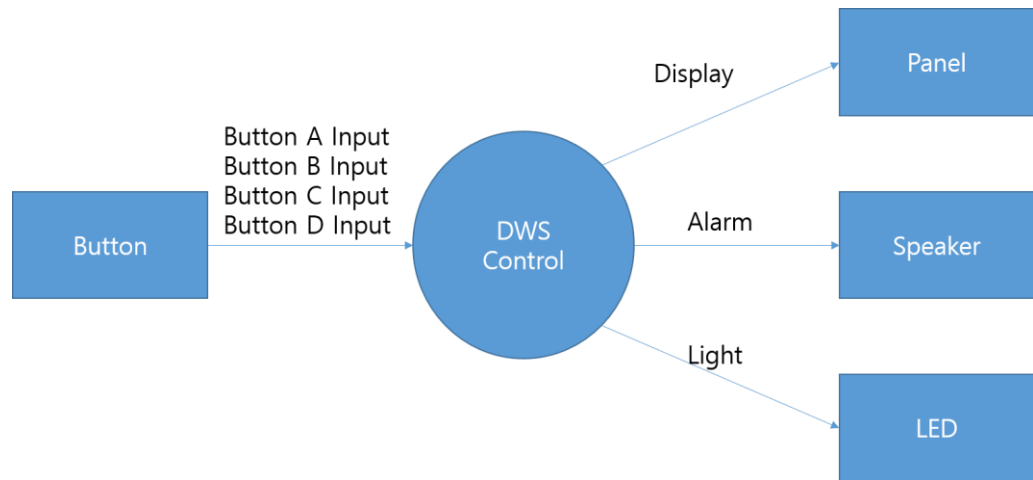 Button
Button A Input
Button B Input
Button C Input
Button D Input
DWS
Control
Display
Panel
Alarm
Speaker
Light
LED